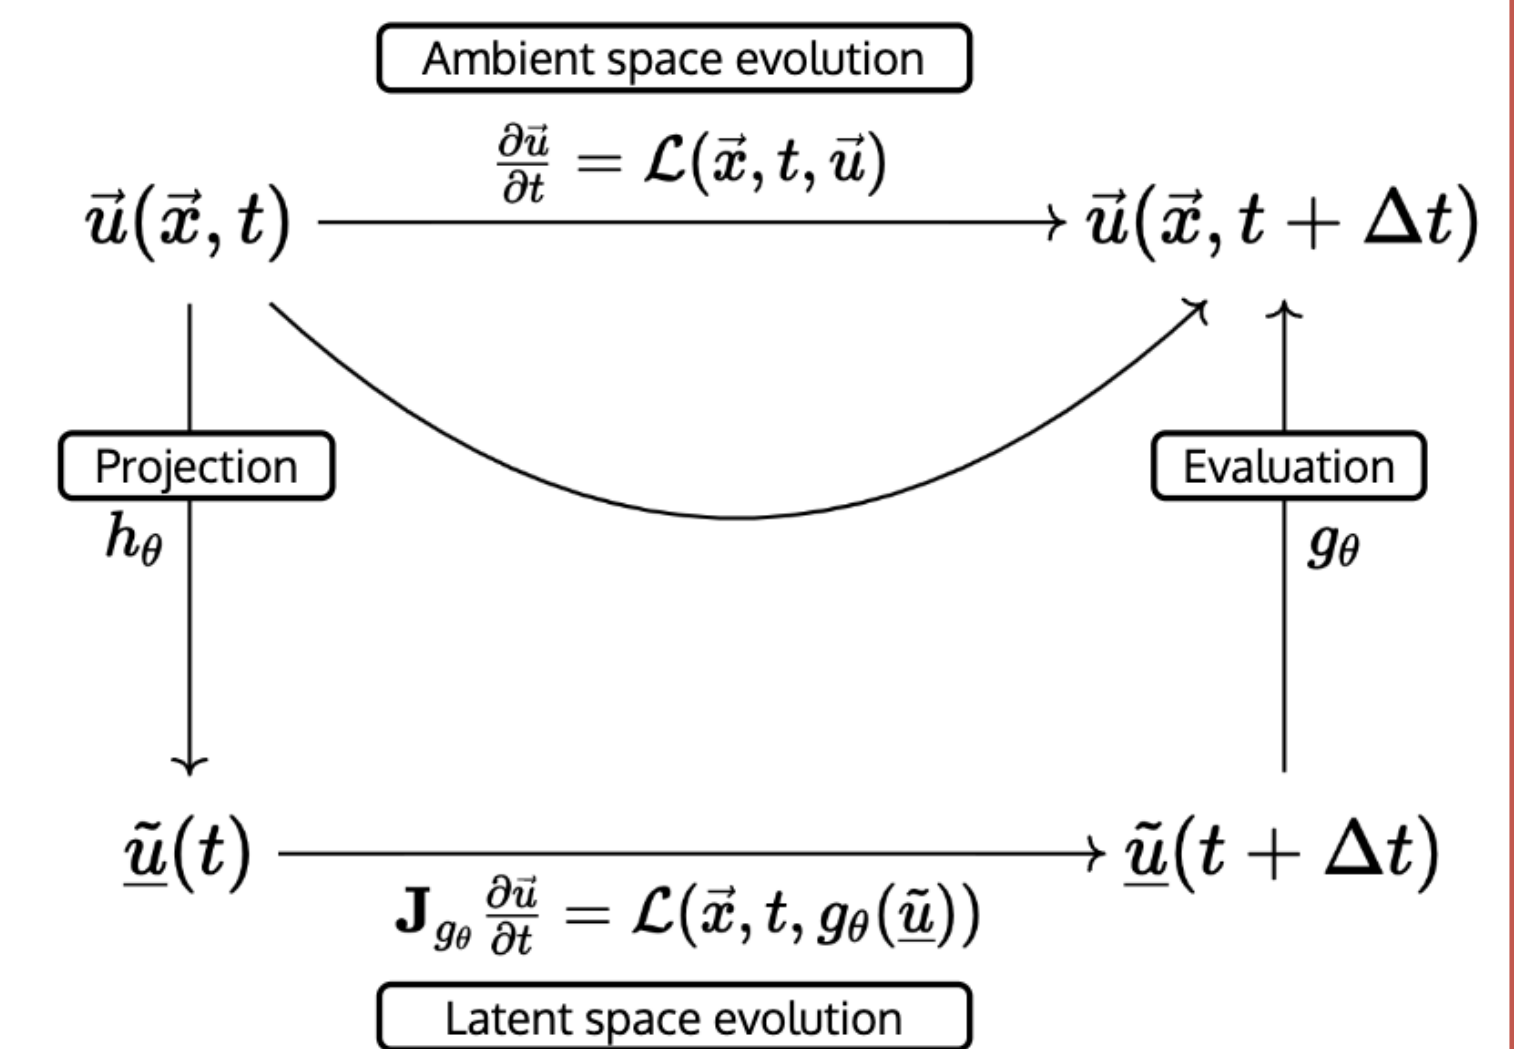 Ambient space evolution
∂u⃗/∂t = ℒ(x⃗, t, u⃗)
u⃗(x⃗, t) u⃗(x⃗, t + Δt)
Projection Evaluation
h_θ g_θ
ũ̲(t) ũ̲(t + Δt)
J_{g_θ} ∂u⃗/∂t = ℒ(x⃗, t, g_θ(ũ̲))
Latent space evolution